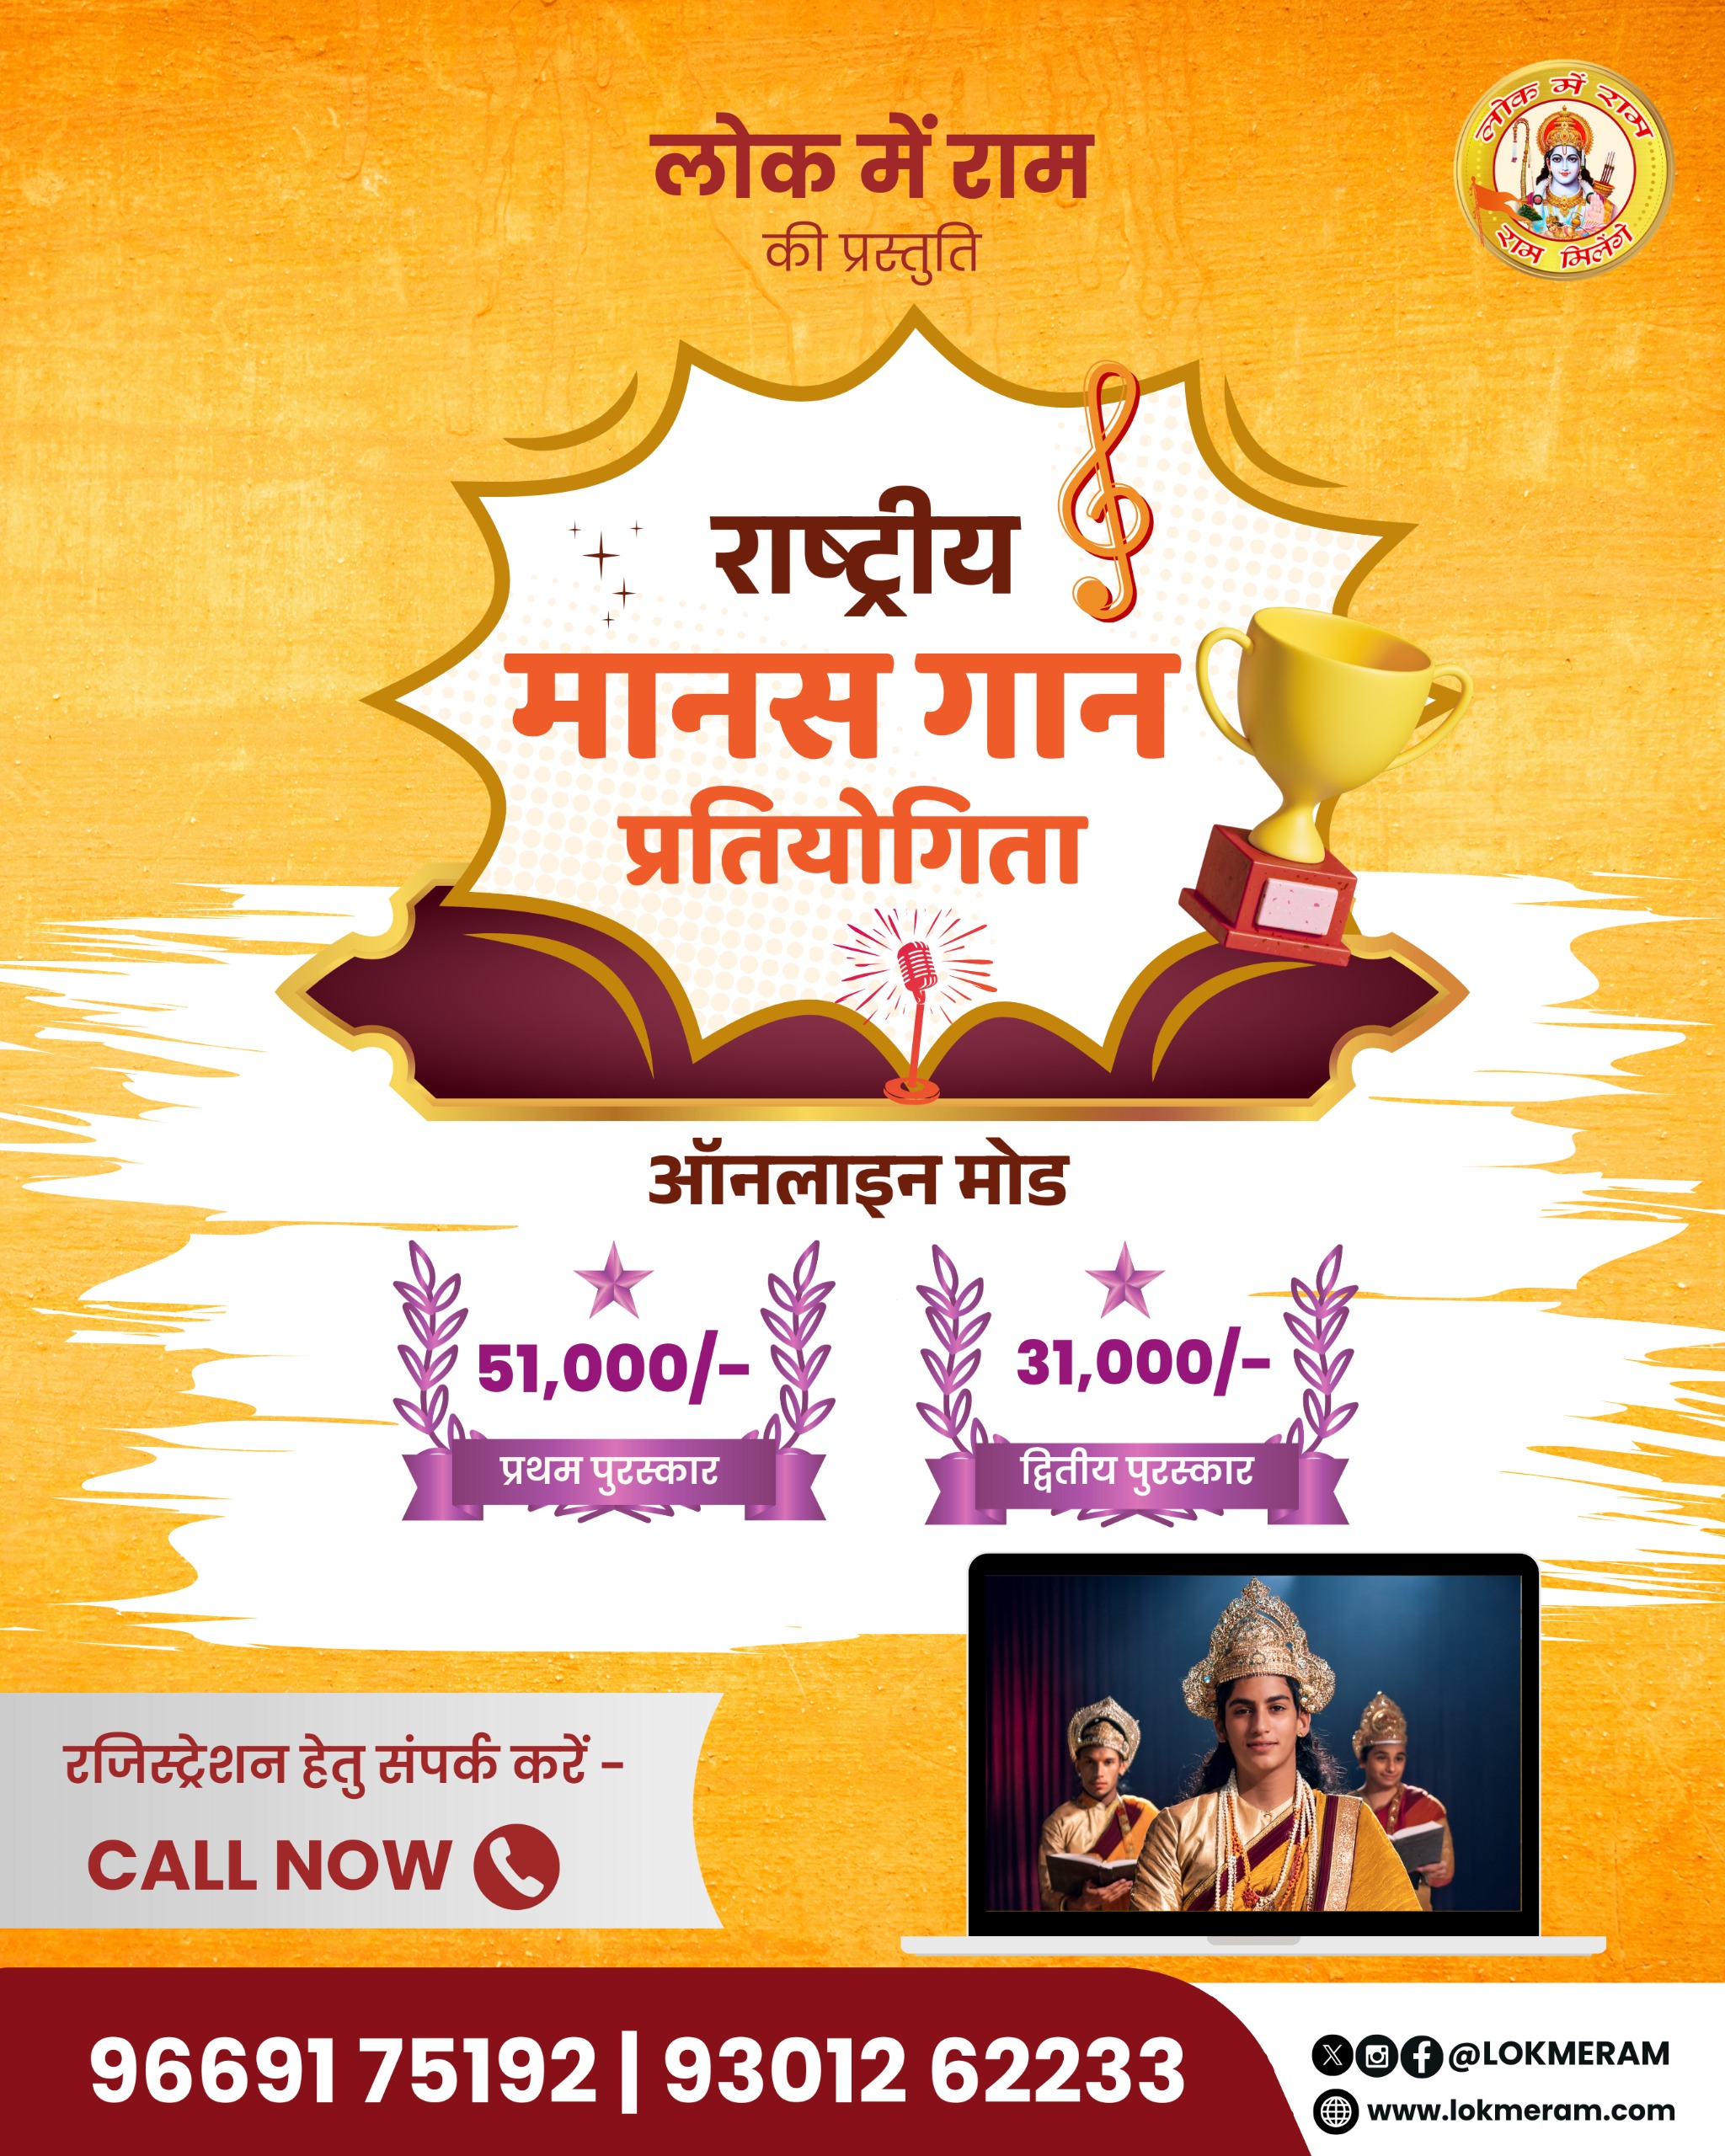 लोक में राम
की प्रस्तुति
लोक में राम
राम मिलेंगे
राष्ट्रीय
मानस गान
प्रतियोगिता
ऑनलाइन मोड
51,000/-
प्रथम पुरस्कार
31,000/-
द्वितीय पुरस्कार
रजिस्ट्रेशन हेतु संपर्क करें -
CALL NOW
96691 75192 | 93012 62233
@LOKMERAM
www.lokmeram.com